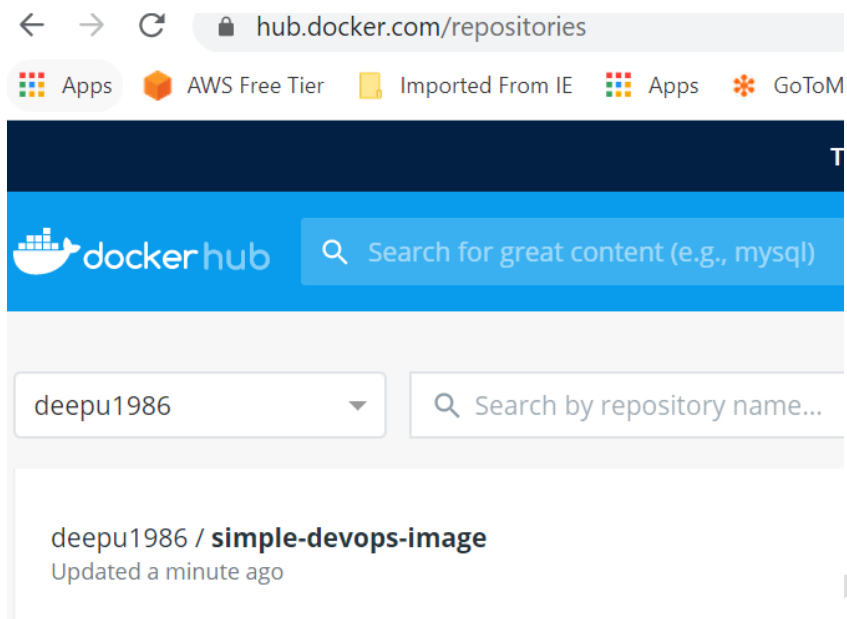 hub.docker.com/repositories
Apps AWS Free Tier Imported From IE Apps GoToM
T
dockerhub Search for great content (e.g., mysql)
deepu1986 Search by repository name...
deepu1986 / simple-devops-image
Updated a minute ago